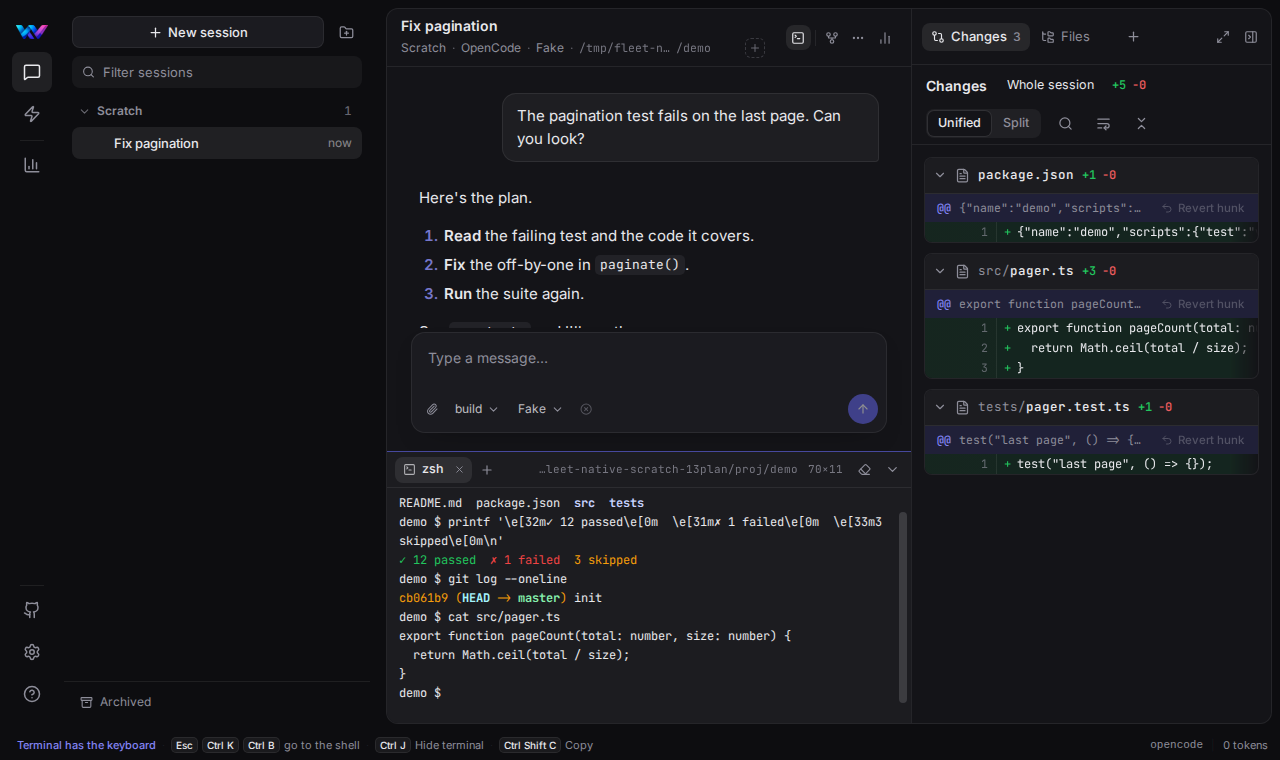 New session
Filter sessions
Scratch 1
Fix pagination now
Archived
Fix pagination
Scratch · OpenCode · Fake · /tmp/fleet-n… /demo
The pagination test fails on the last page. Can
you look?
Here's the plan.
1. Read the failing test and the code it covers.
2. Fix the off-by-one in paginate().
3. Run the suite again.
Type a message...
build
Fake
zsh
…leet-native-scratch-13plan/proj/demo 70×11
README.md package.json src tests
demo $ printf '\e[32m✓ 12 passed\e[0m \e[31m✗ 1 failed\e[0m \e[33m3
skipped\e[0m\n'
✓ 12 passed ✗ 1 failed 3 skipped
demo $ git log --oneline
cb061b9 (HEAD -> master) init
demo $ cat src/pager.ts
export function pageCount(total: number, size: number) {
return Math.ceil(total / size);
}
demo $
Changes 3
Files
Changes Whole session +5 -0
Unified Split
package.json +1 -0
@@ {"name":"demo","scripts":… Revert hunk
1 + {"name":"demo","scripts":{"test":"
src/pager.ts +3 -0
@@ export function pageCount… Revert hunk
1 + export function pageCount(total: n
2 + return Math.ceil(total / size);
3 + }
tests/pager.test.ts +1 -0
@@ test("last page", () => {… Revert hunk
1 + test("last page", () => {});
Terminal has the keyboard Esc Ctrl K Ctrl B go to the shell Ctrl J Hide terminal Ctrl Shift C Copy
opencode 0 tokens